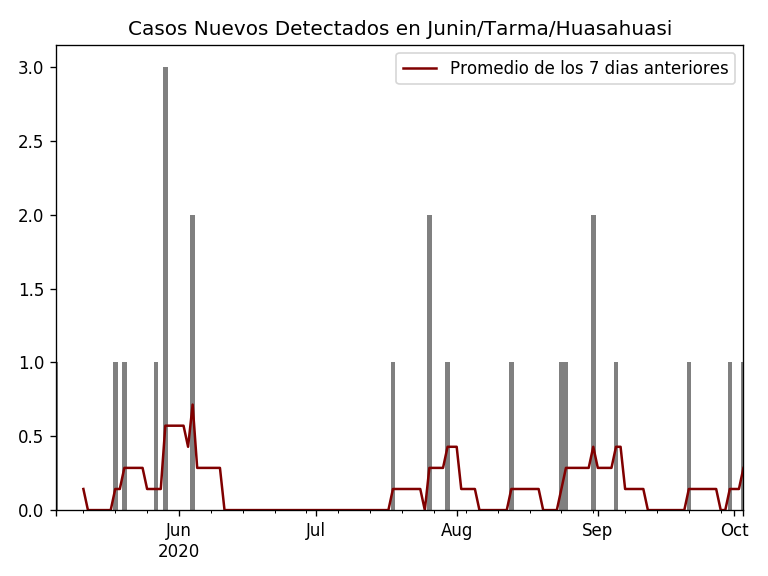 Casos Nuevos Detectados en Junin/Tarma/Huasahuasi
Promedio de los 7 dias anteriores
3.0
2.5
2.0
1.5
1.0
0.5
0.0
Jun Jul Aug Sep Oct
2020